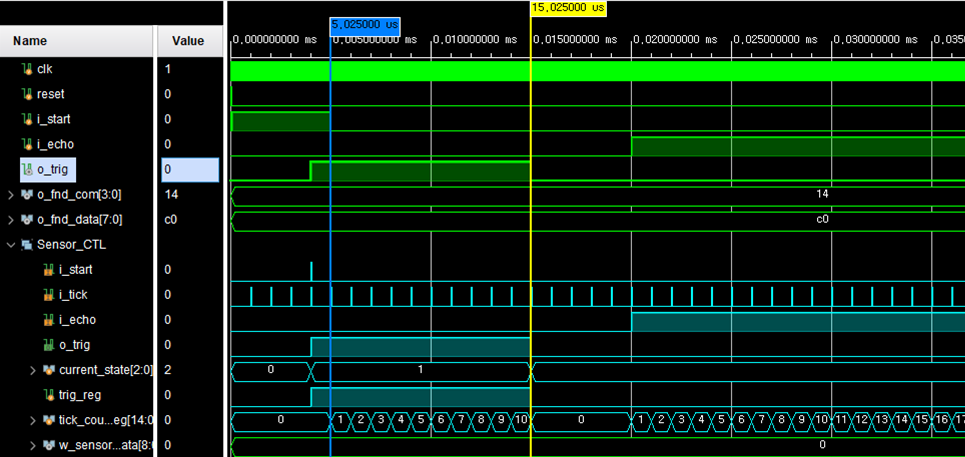 15,025000 us
5,025000 us
Name Value
0,000000000 ms 0,005000000 ms 0,010000000 ms 0,015000000 ms 0,020000000 ms 0,025000000 ms 0,030000000 ms 0,035
clk 1
reset 0
i_start 0
i_echo 0
o_trig 0
o_fnd_com[3:0] 14 14
o_fnd_data[7:0] c0 c0
Sensor_CTL
i_start 0
i_tick 0
i_echo 0
o_trig 0
current_state[2:0] 2 0 1
trig_reg 0
tick_cou...eg[14:0 0 0 1 2 3 4 5 6 7 8 9 10 0 1 2 3 4 5 6 7 8 9 10 11 12 13 14 15 16 17
w_sensor...ata[8:0 0 0